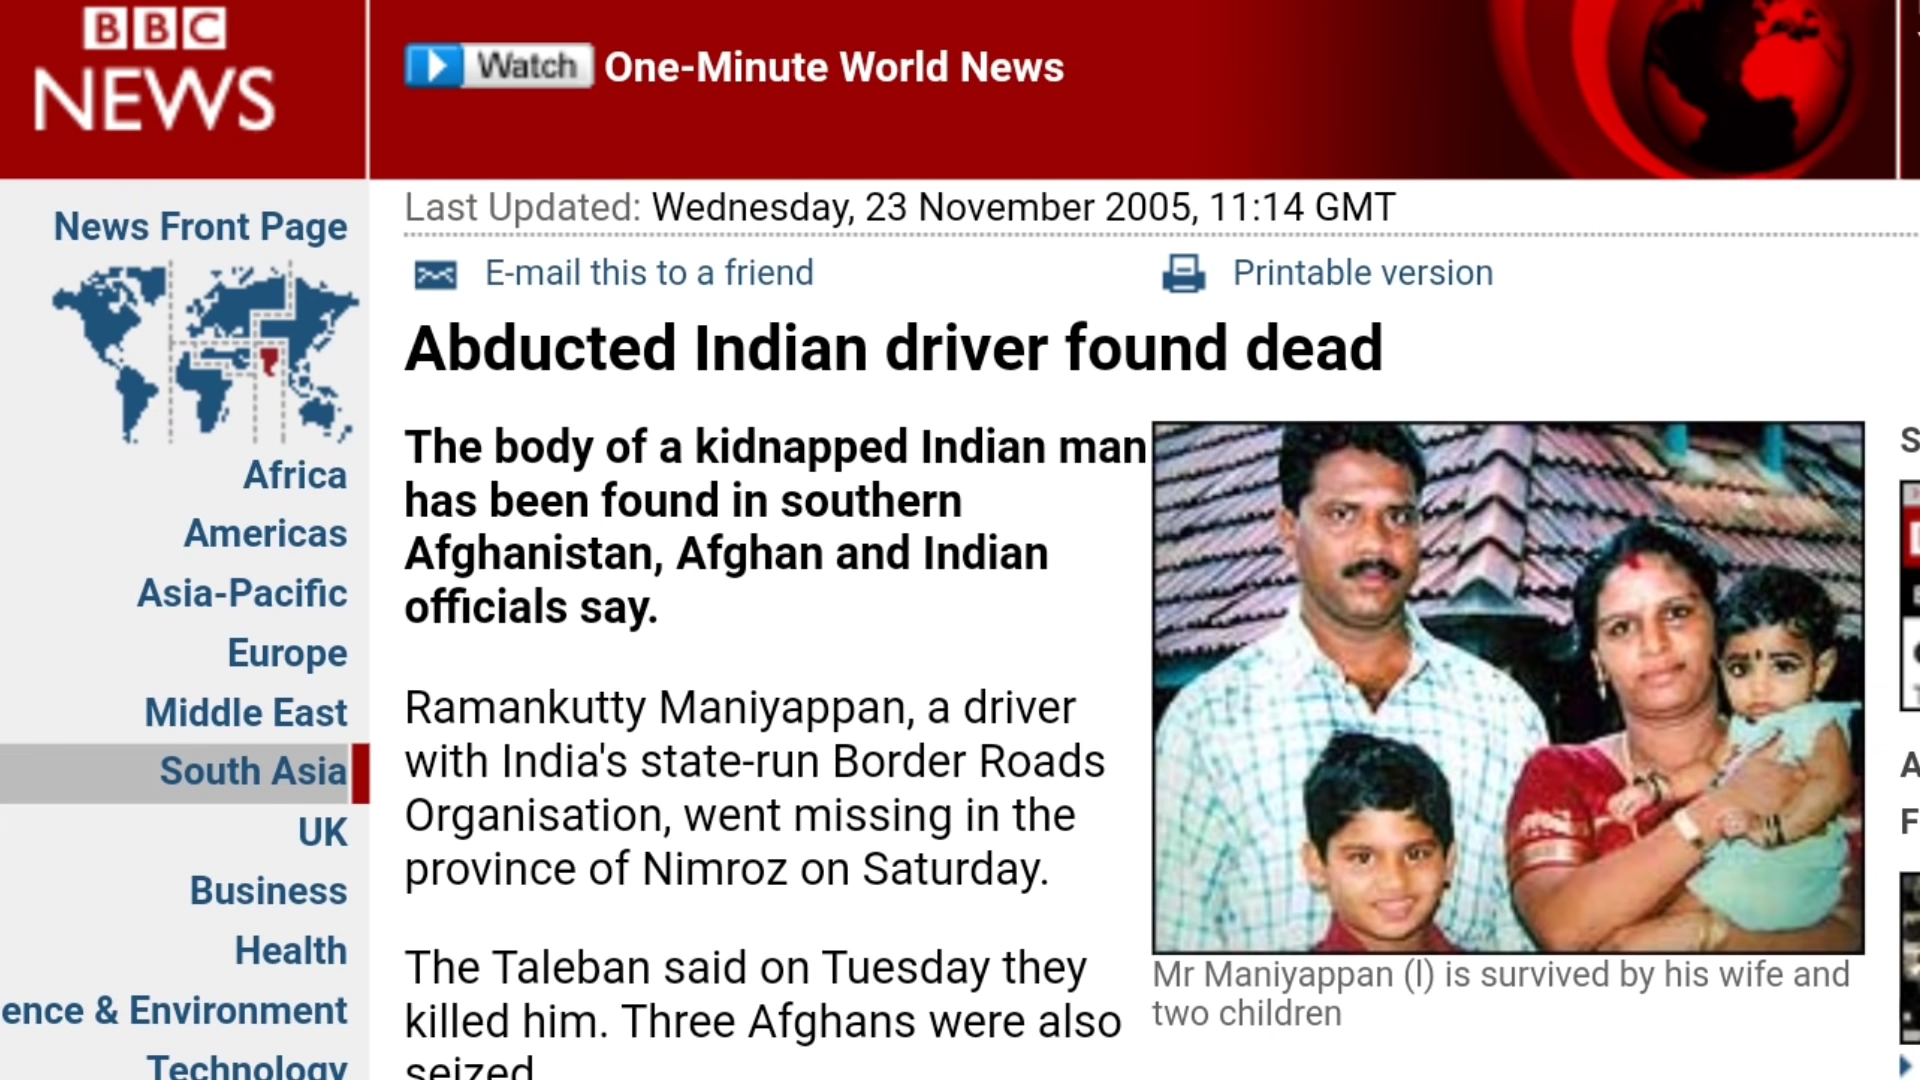 BBC
NEWS
Watch One-Minute World News
Last Updated: Wednesday, 23 November 2005, 11:14 GMT
E-mail this to a friend
Printable version
News Front Page
Africa
Americas
Asia-Pacific
Europe
Middle East
South Asia
UK
Business
Health
ence & Environment
Technology
Abducted Indian driver found dead
The body of a kidnapped Indian man
has been found in southern
Afghanistan, Afghan and Indian
officials say.
Ramankutty Maniyappan, a driver
with India's state-run Border Roads
Organisation, went missing in the
province of Nimroz on Saturday.
The Taleban said on Tuesday they
killed him. Three Afghans were also
seized
Mr Maniyappan (l) is survived by his wife and
two children
S
A
F